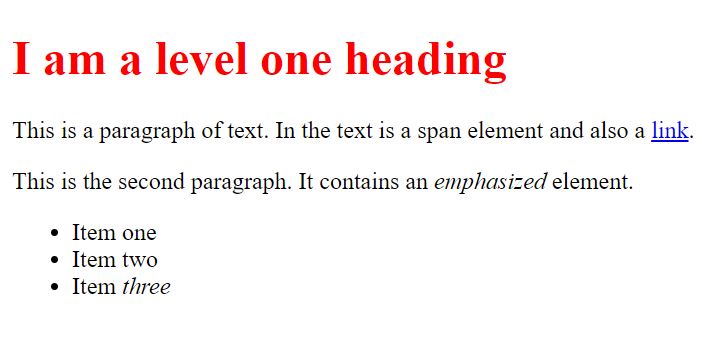 I am a level one heading
This is a paragraph of text. In the text is a span element and also a link.
This is the second paragraph. It contains an emphasized element.
• Item one
• Item two
• Item three